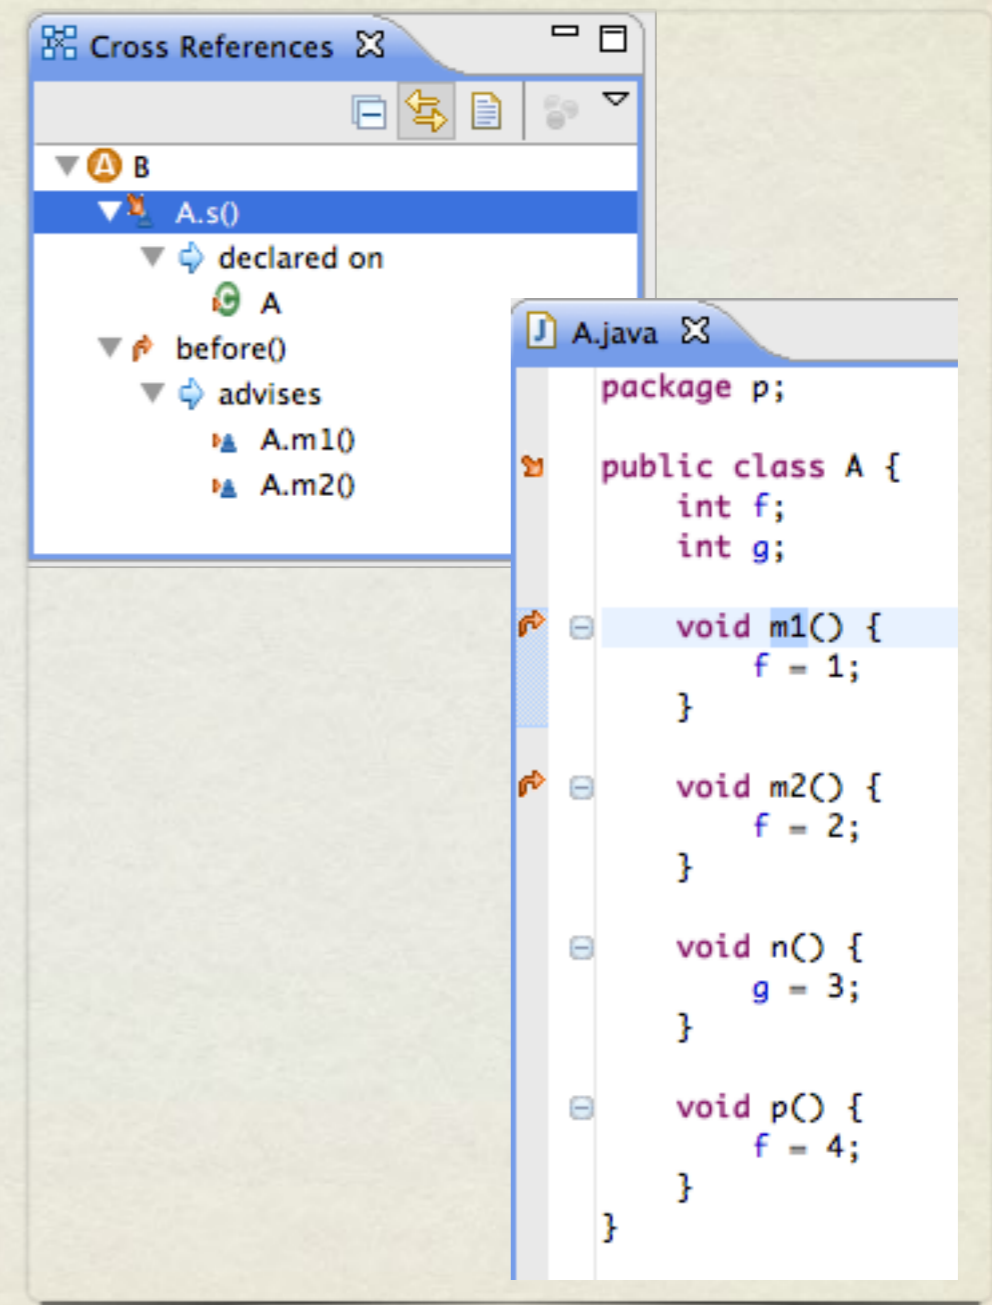 Cross References
B
A.s()
declared on
A
before()
advises
A.m1()
A.m2()
A.java
package p;
public class A {
int f;
int g;
void m1() {
f = 1;
}
void m2() {
f = 2;
}
void n() {
g = 3;
}
void p() {
f = 4;
}
}